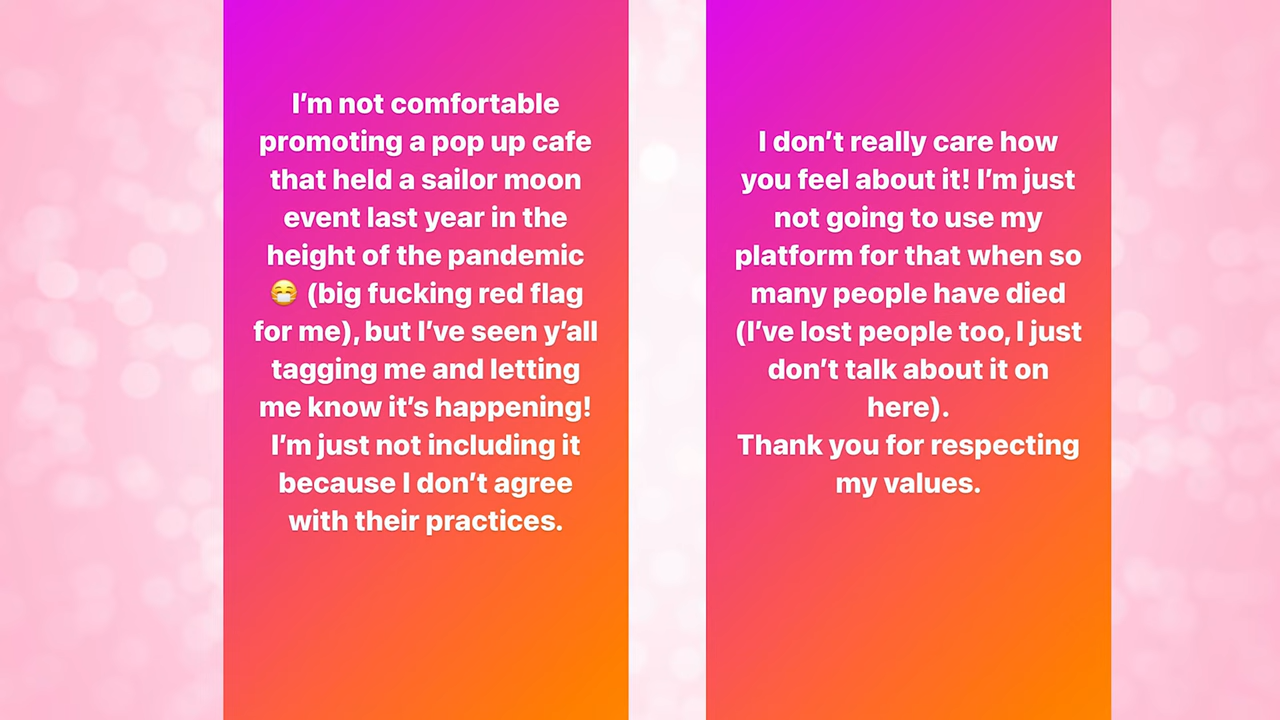 I'm not comfortable
promoting a pop up cafe
that held a sailor moon
event last year in the
height of the pandemic
😷 (big fucking red flag
for me), but I've seen y'all
tagging me and letting
me know it's happening!
I'm just not including it
because I don't agree
with their practices.
I don't really care how
you feel about it! I'm just
not going to use my
platform for that when so
many people have died
(I've lost people too, I just
don't talk about it on
here).
Thank you for respecting
my values.